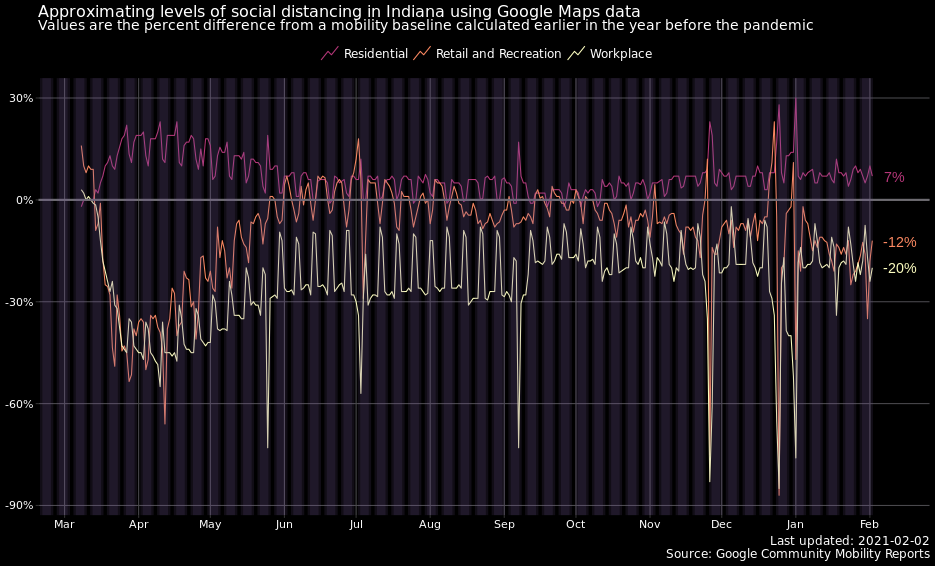 Approximating levels of social distancing in Indiana using Google Maps data
Values are the percent difference from a mobility baseline calculated earlier in the year before the pandemic
Residential Retail and Recreation Workplace
30%
0%
-30%
-60%
-90%
7%
-12%
-20%
Mar Apr May Jun Jul Aug Sep Oct Nov Dec Jan Feb
Last updated: 2021-02-02
Source: Google Community Mobility Reports